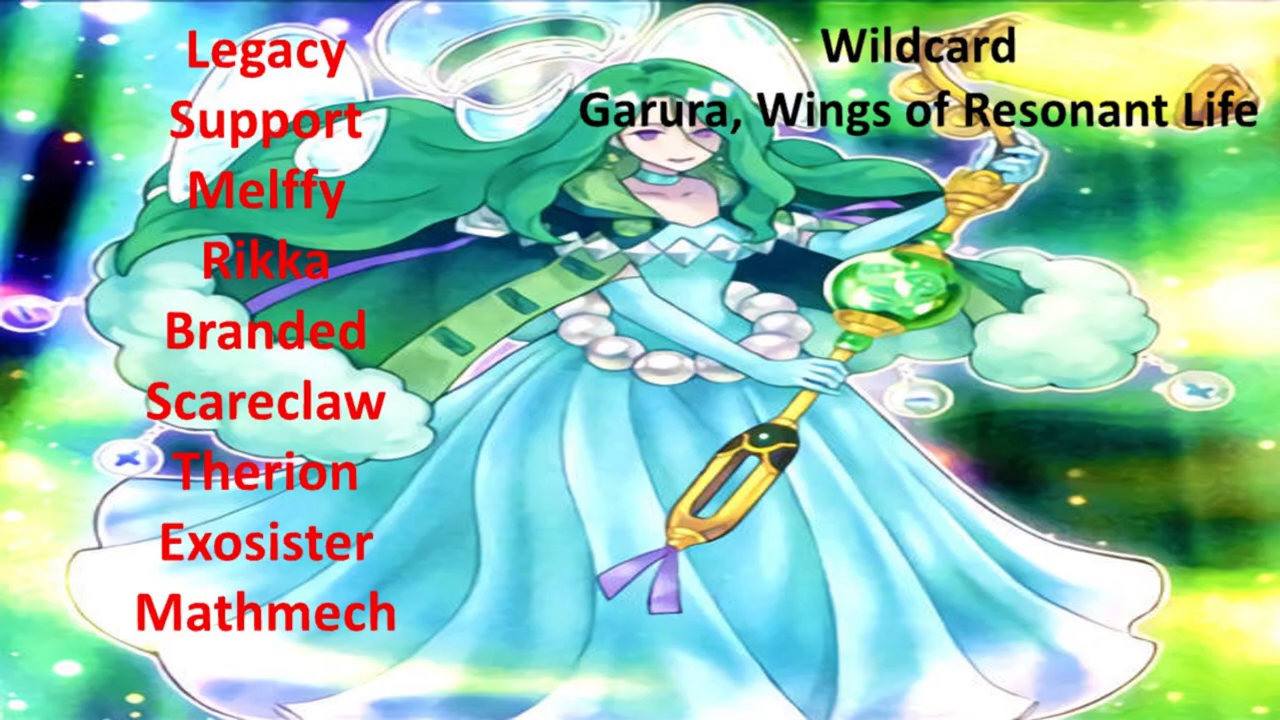 Legacy
Support
Melffy
Rikka
Branded
Scareclaw
Therion
Exosister
Mathmech
Wildcard
Garura, Wings of Resonant Life